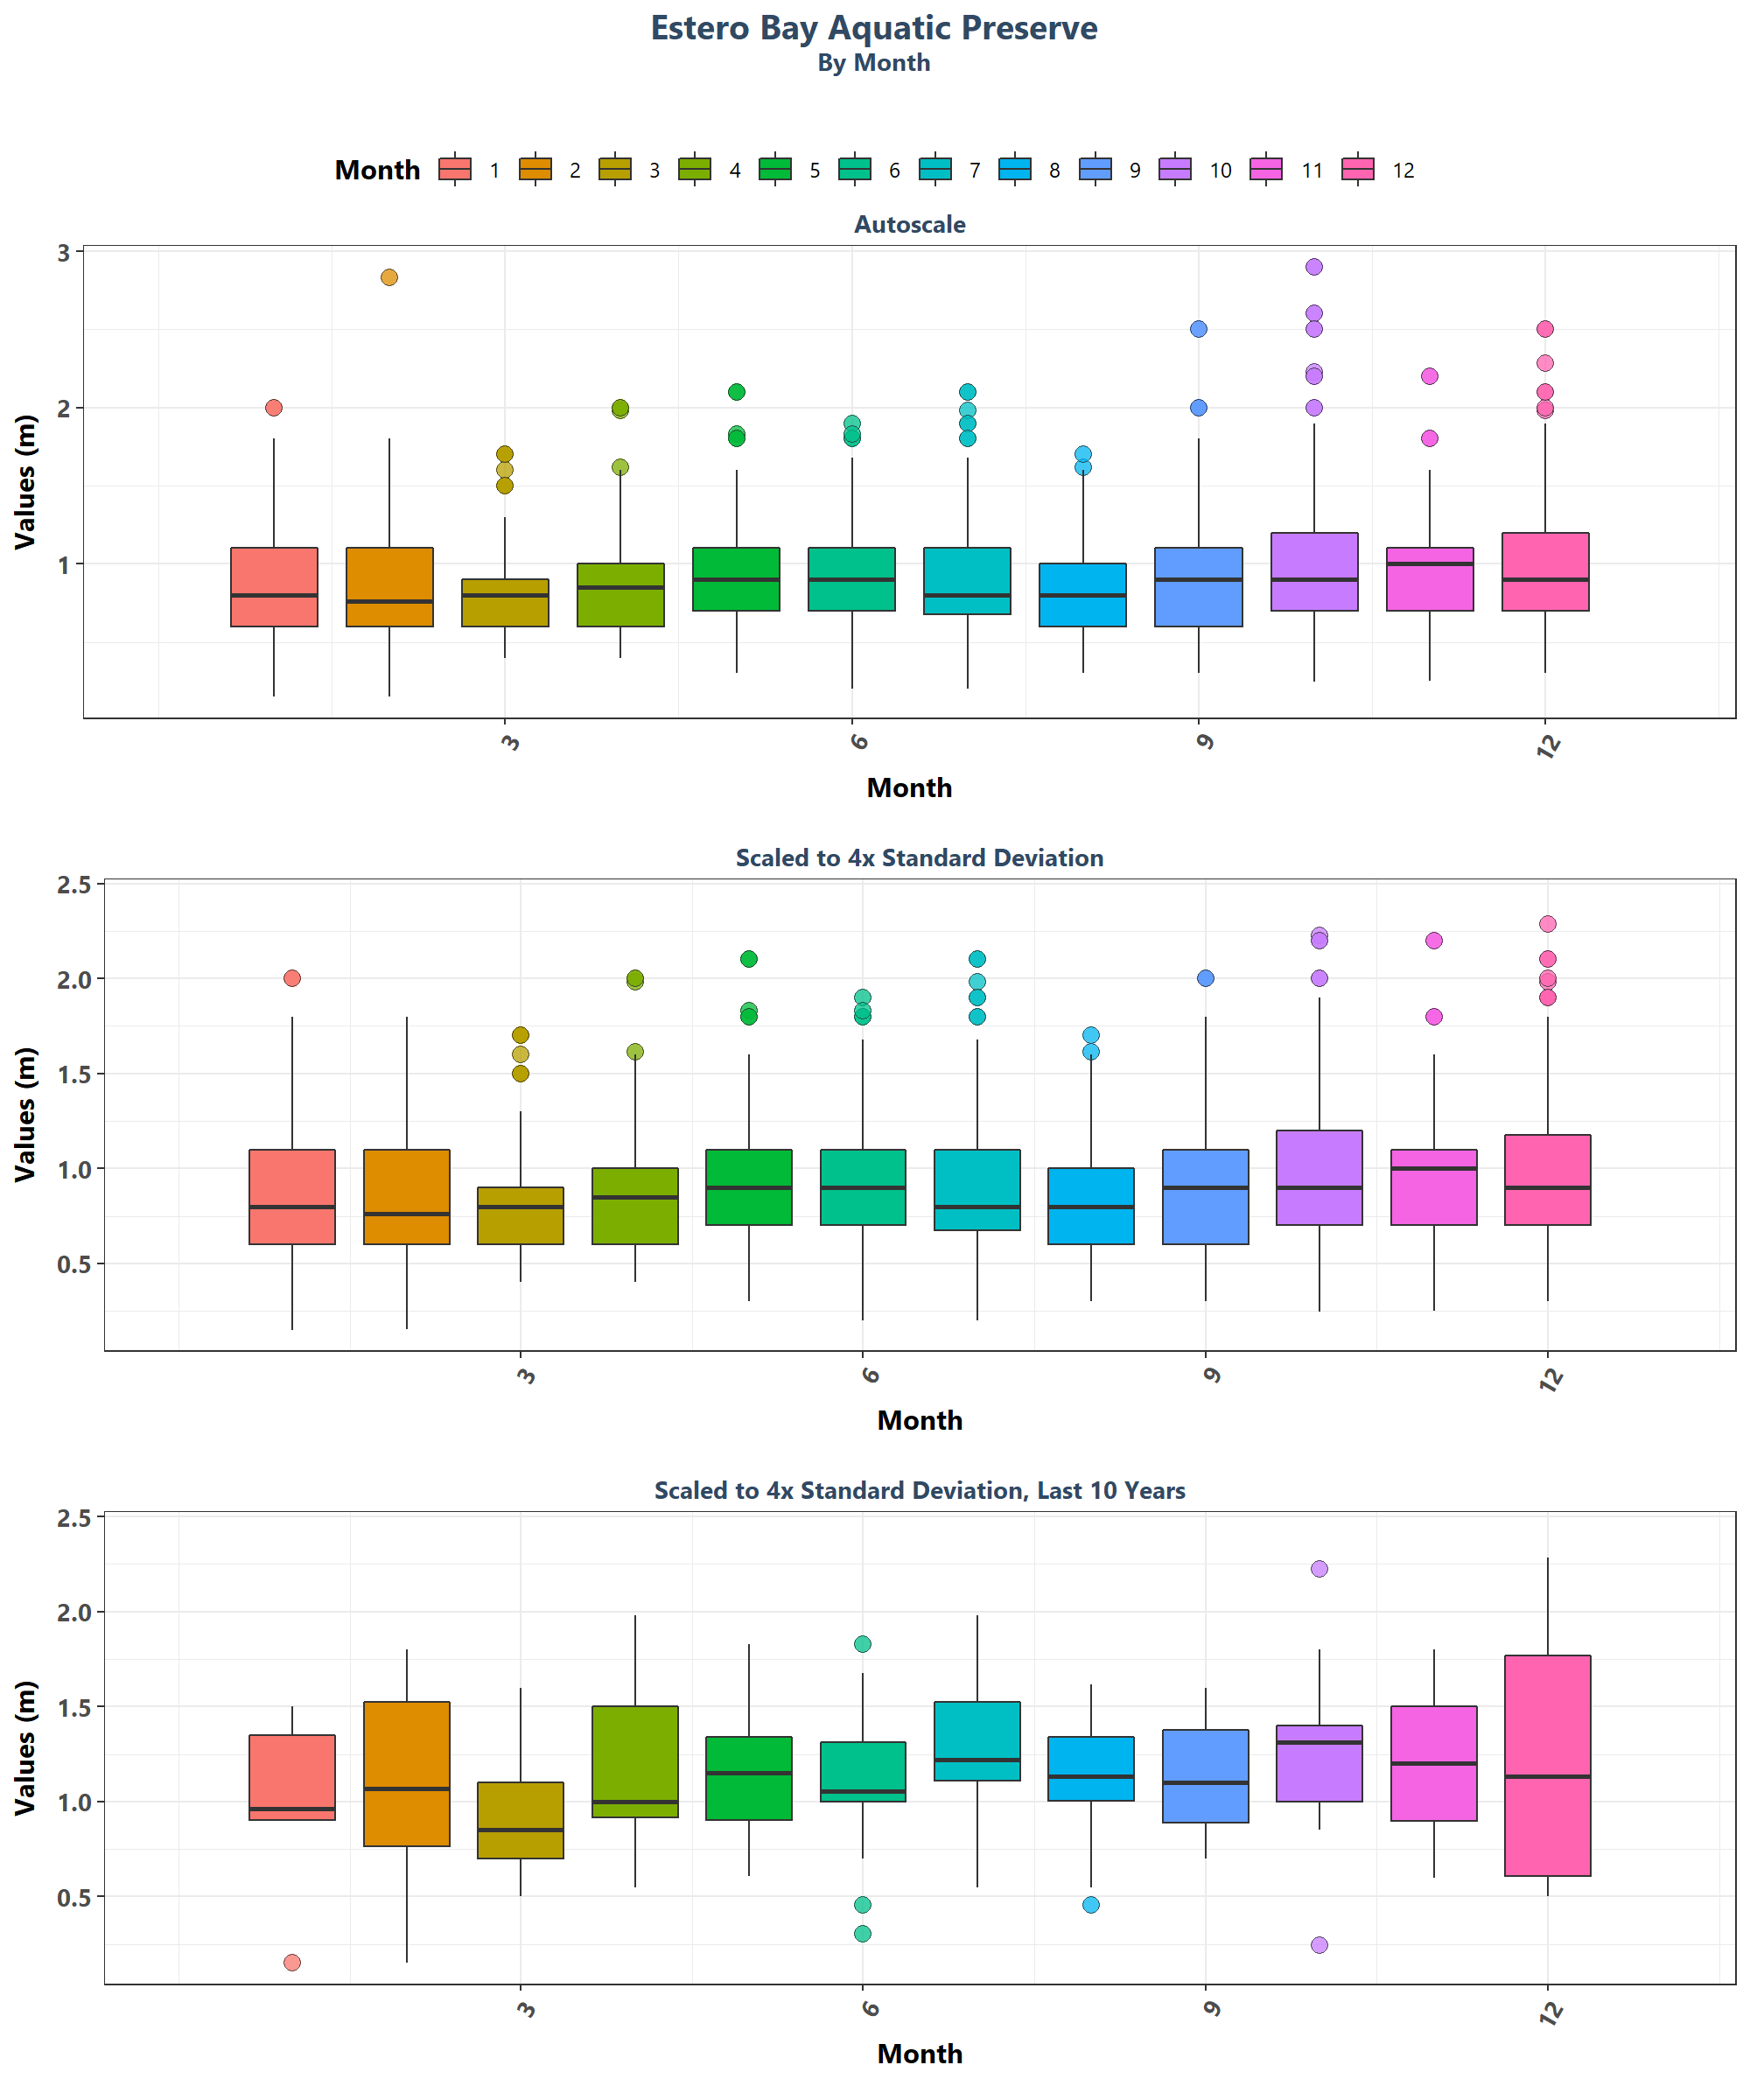 Estero Bay Aquatic Preserve
By Month
Month 1 2 3 4 5 6 7 8 9 10 11 12
Autoscale
Values (m)
3
2
1
3 6 9 12
Month
Scaled to 4x Standard Deviation
Values (m)
2.5
2.0
1.5
1.0
0.5
3 6 9 12
Month
Scaled to 4x Standard Deviation, Last 10 Years
Values (m)
2.5
2.0
1.5
1.0
0.5
3 6 9 12
Month